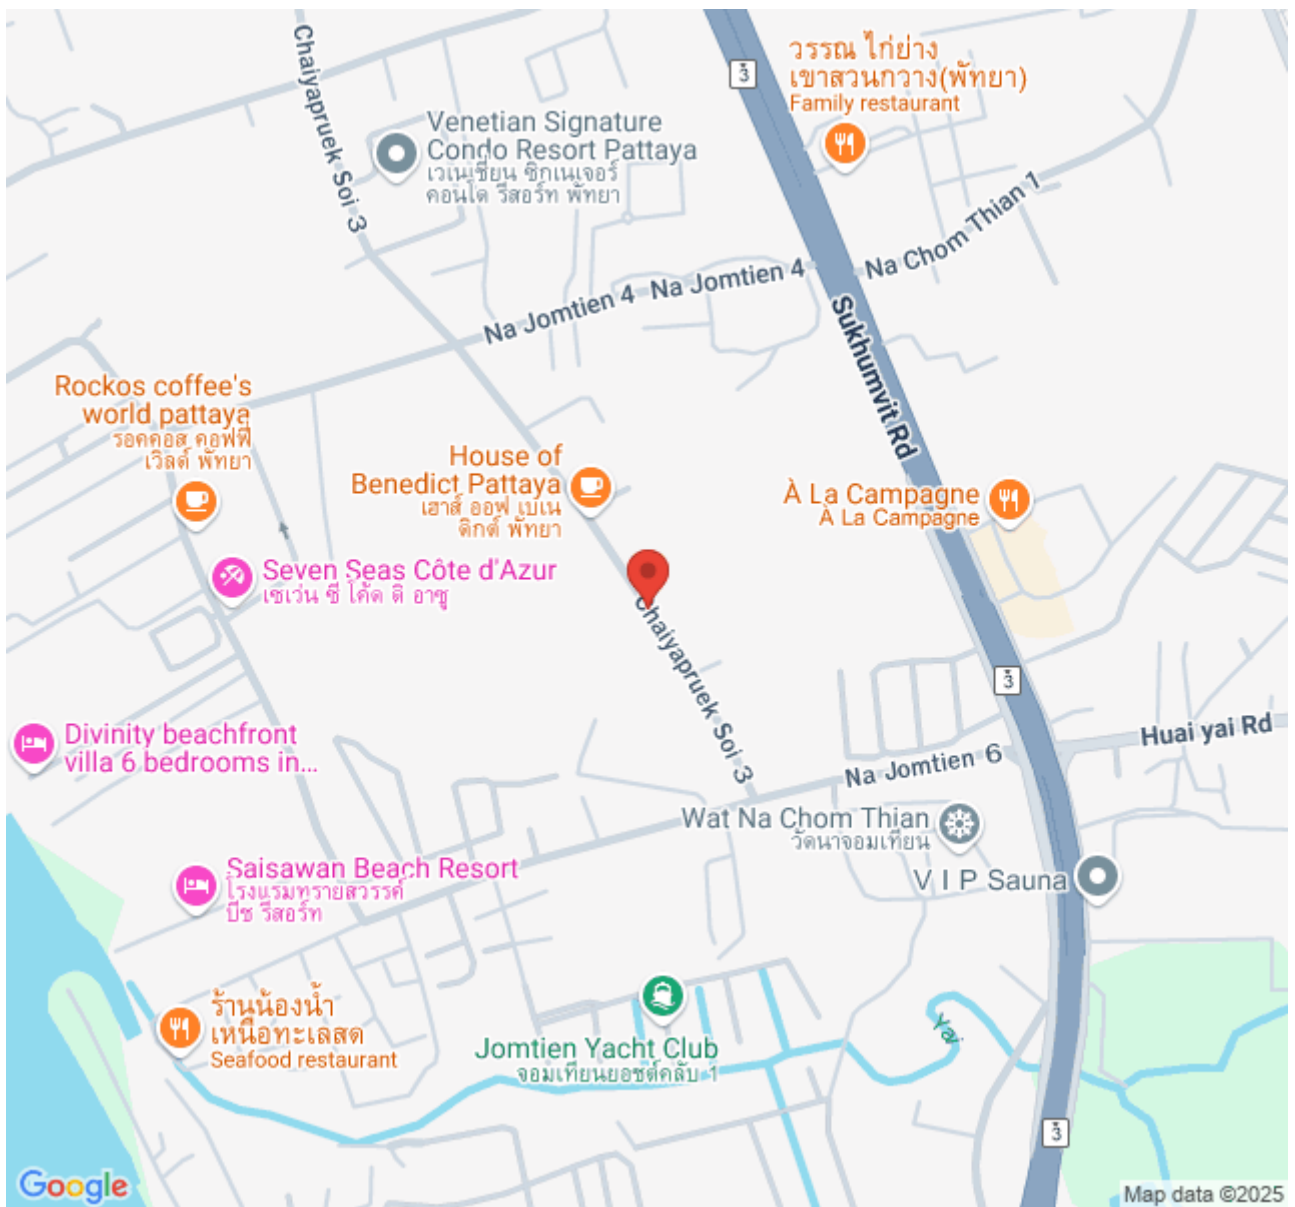 Chaiyapruek Soi 3
3
วรรณ ไก่ย่าง
เขาสวนกวาง(พัทยา)
Family restaurant
Venetian Signature
Condo Resort Pattaya
เวเนเชี่ยน ซิกเนเจอร์
คอนโด รีสอร์ท พัทยา
Na Chom Thian 1
Na Jomtien 4
Na Jomtien 4
Sukhumvit Rd
Rockos coffee's
world pattaya
รอคคอส คอฟฟี่
เวิลด์ พัทยา
House of
Benedict Pattaya
เฮาส์ ออฟ เบเน
ดิกต์ พัทยา
À La Campagne
À La Campagne
Seven Seas Côte d'Azur
เซเว่น ซี โค้ด ดิ อาซู
Chaiyapruek Soi 3
3
Divinity beachfront
villa 6 bedrooms in...
Huai yai Rd
Na Jomtien 6
Wat Na Chom Thian
วัดนาจอมเทียน
V I P Sauna
Saisawan Beach Resort
โรงแรมทรายสวรรค์
บีช รีสอร์ท
ร้านน้องน้ำ
เหนือทะเลสด
Seafood restaurant
Jomtien Yacht Club
จอมเทียนยอชต์คลับ 1
Yai
3
Google
Map data ©2025